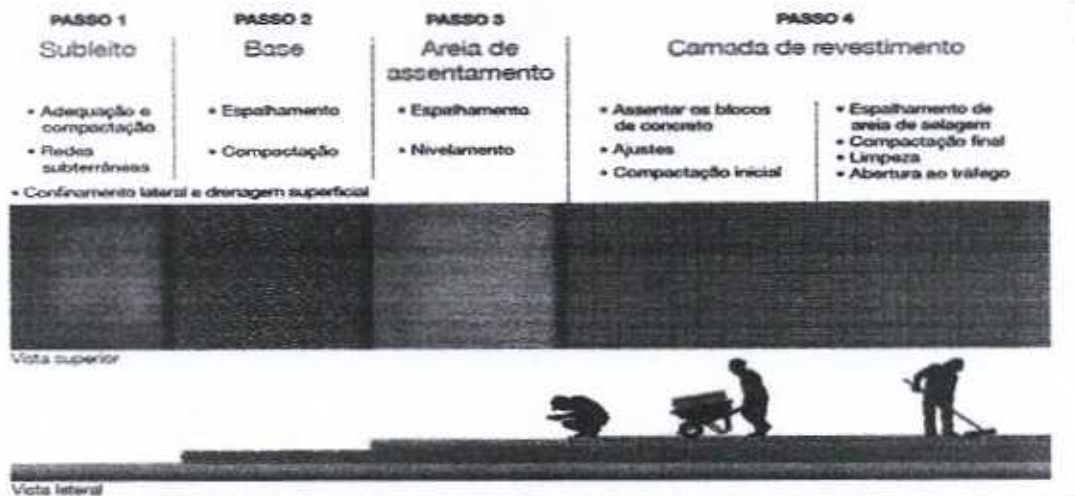 PASSO 1
Subleito
• Adequação e
compactação
• Redes
subterrâneas
PASSO 2
Base
• Espalhamento
• Compactação
PASSO 3
Areia de
assentamento
• Espalhamento
• Nivelamento
• Confinamento lateral e drenagem superficial
PASSO 4
Camada de revestimento
• Assentar os blocos
de concreto
• Ajustes
• Compactação inicial
• Espalhamento de
areia de selagem
• Compactação final
• Limpeza
• Abertura ao tráfego
Vista superior
Vista lateral